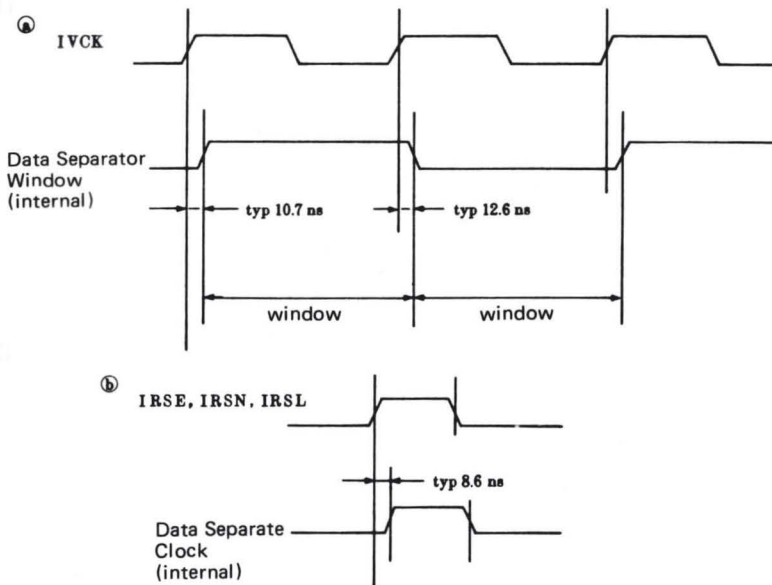 ⓐ
IVCK
Data Separator
Window
(internal)
typ 10.7 ns
typ 12.6 ns
window
window
ⓑ
IRSE, IRSN, IRSL
typ 8.6 ns
Data Separate
Clock
(internal)